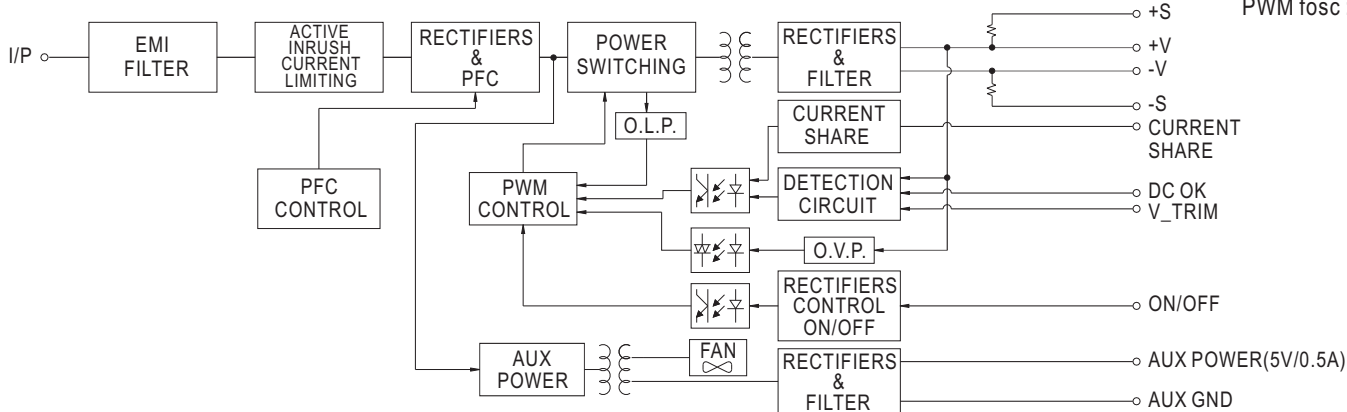 I/P
EMI
FILTER
ACTIVE
INRUSH
CURRENT
LIMITING
RECTIFIERS
&
PFC
POWER
SWITCHING
RECTIFIERS
&
FILTER
+S
PWM fosc
+V
-V
-S
O.L.P.
CURRENT
SHARE
CURRENT
SHARE
PFC
CONTROL
PWM
CONTROL
DETECTION
CIRCUIT
DC OK
V_TRIM
O.V.P.
RECTIFIERS
CONTROL
ON/OFF
ON/OFF
AUX
POWER
FAN
RECTIFIERS
&
FILTER
AUX POWER(5V/0.5A)
AUX GND